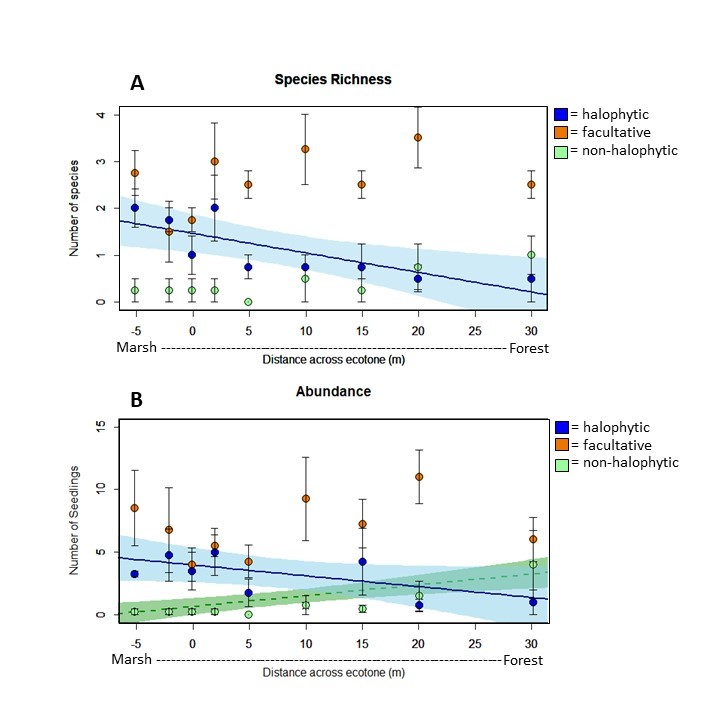 A
Species Richness
= halophytic
= facultative
= non-halophytic
Number of species
4
3
2
1
0
-5 0 5 10 15 20 25 30
Marsh ------------------------------------------------------------ Forest
Distance across ecotone (m)
B
Abundance
= halophytic
= facultative
= non-halophytic
Number of Seedlings
15
10
5
0
-5 0 5 10 15 20 25 30
Marsh ------------------------------------------------------------ Forest
Distance across ecotone (m)